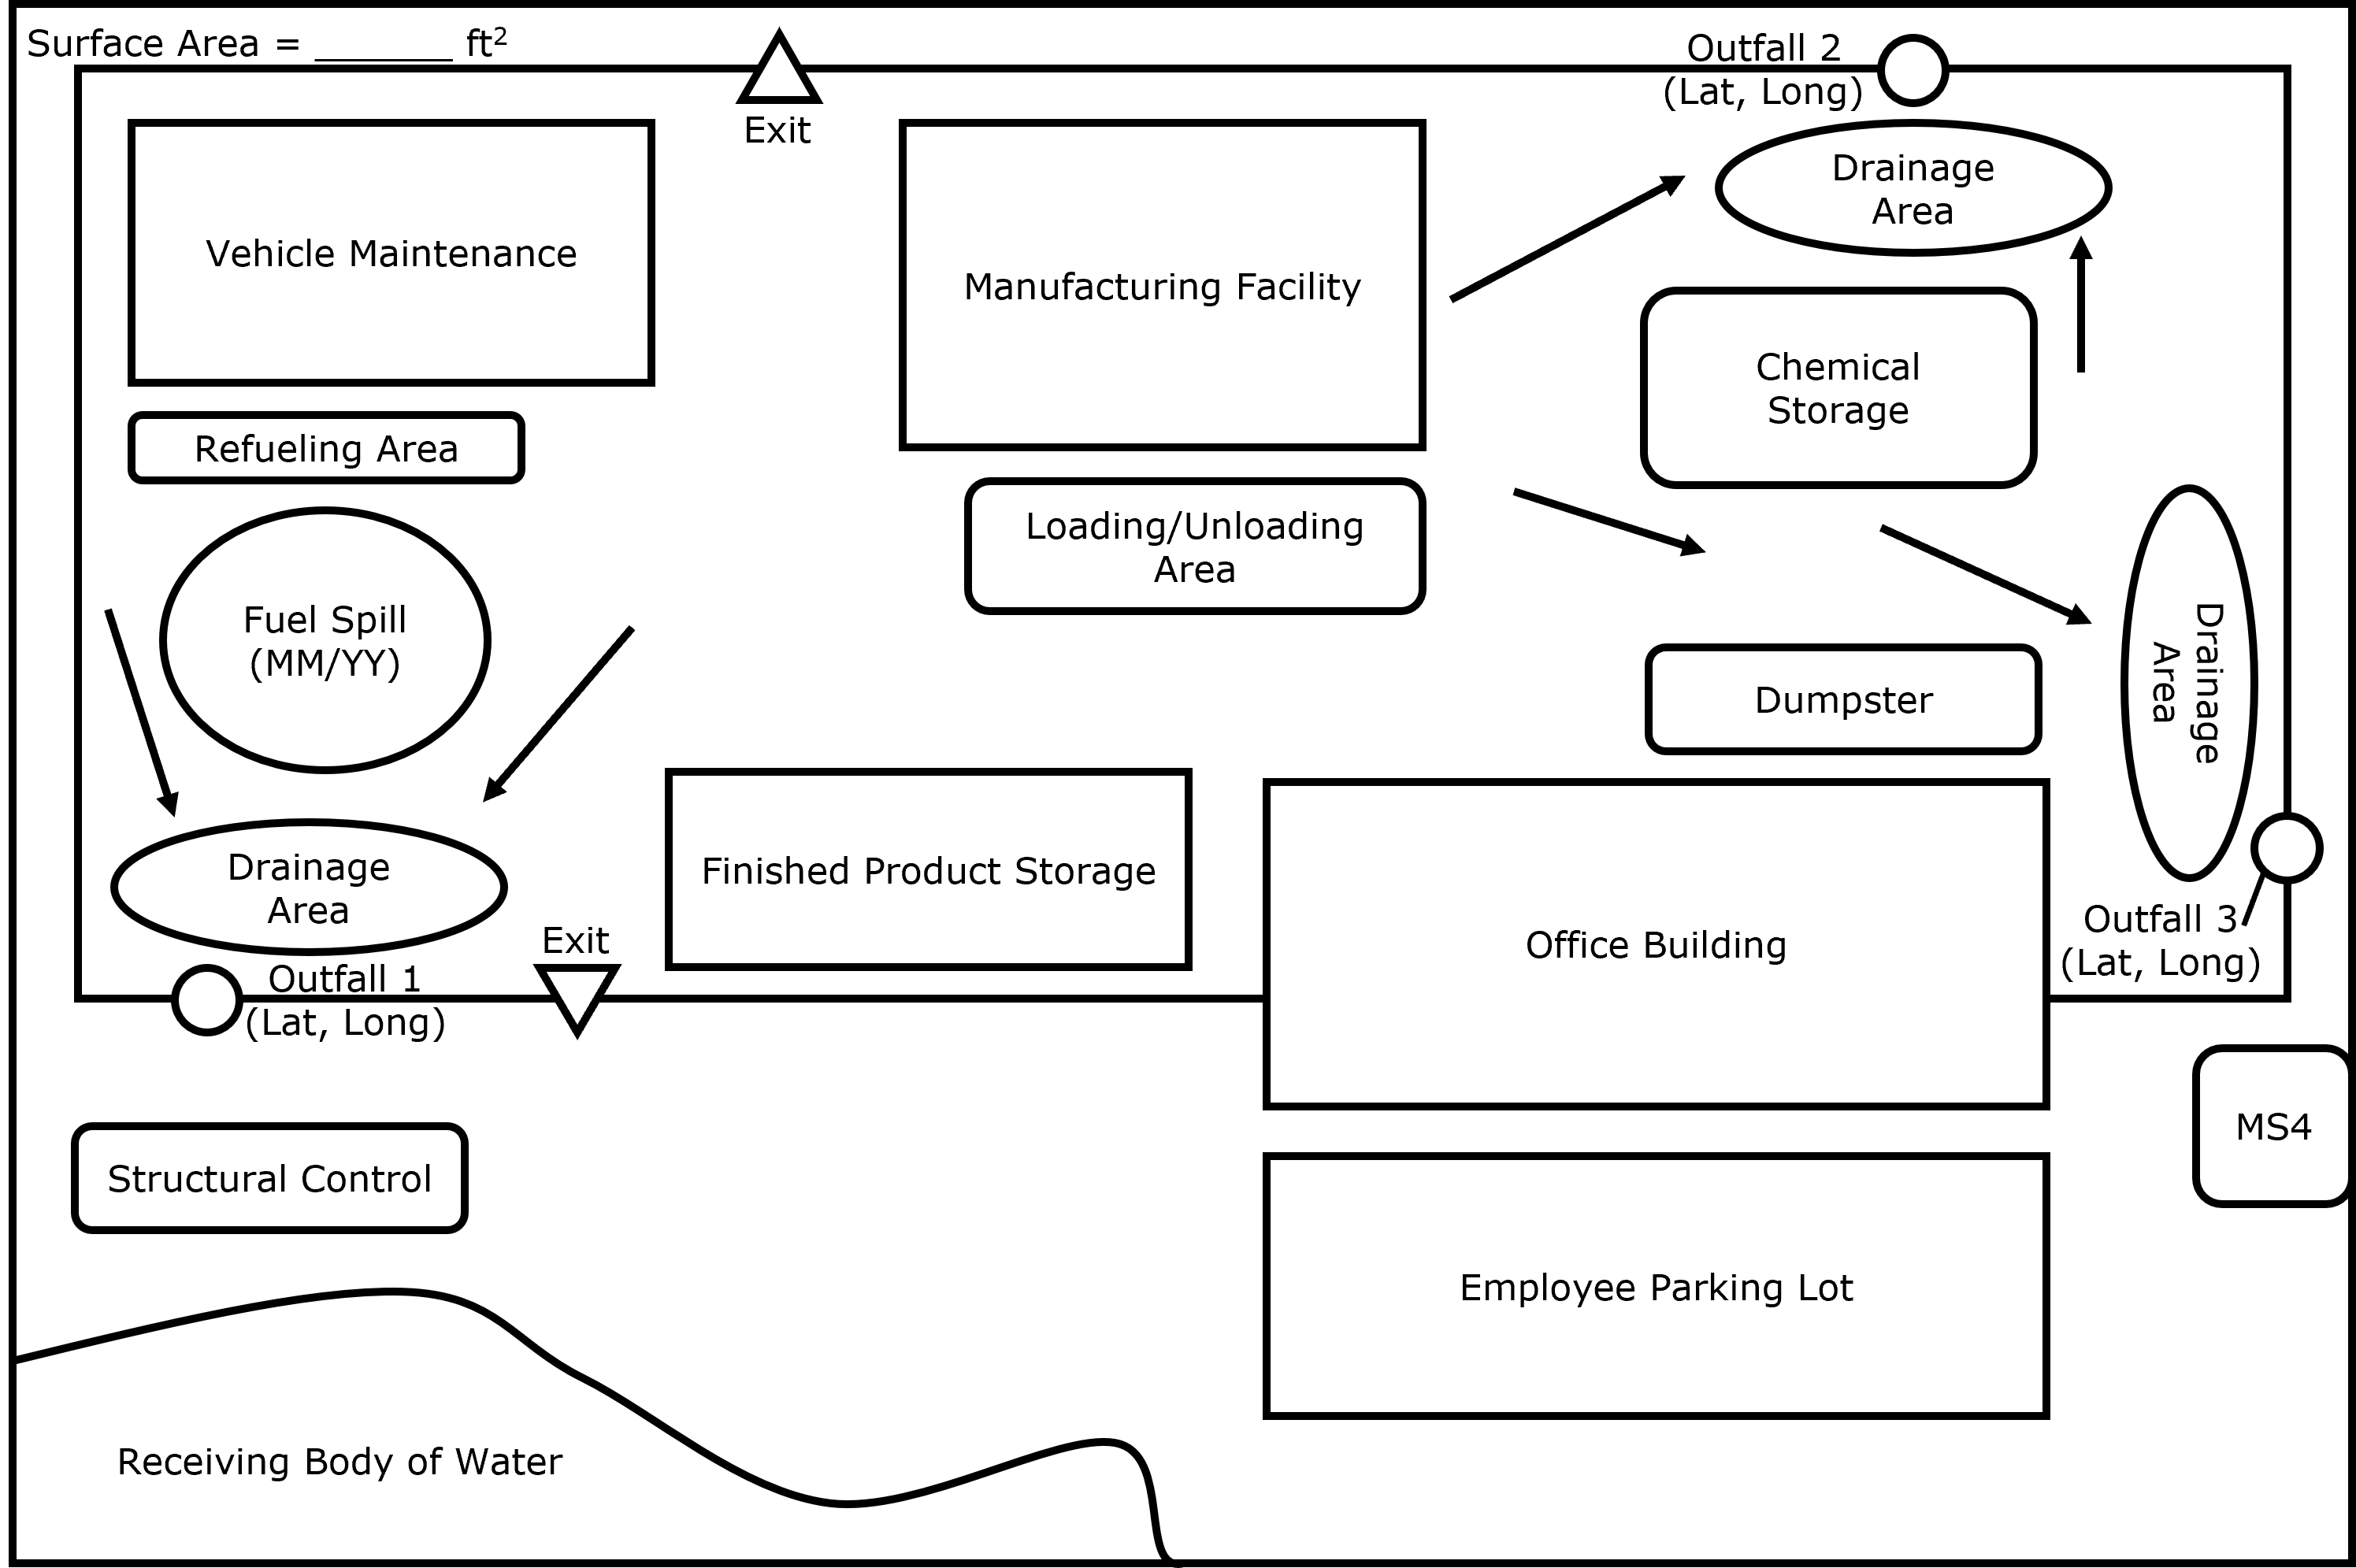 Surface Area = _______ ft²
Exit
Outfall 2
(Lat, Long)
Vehicle Maintenance
Manufacturing Facility
Drainage
Area
Refueling Area
Chemical
Storage
Loading/Unloading
Area
Fuel Spill
(MM/YY)
Dumpster
Drainage
Area
Drainage
Area
Finished Product Storage
Office Building
Exit
Outfall 1
(Lat, Long)
Outfall 3
(Lat, Long)
MS4
Structural Control
Employee Parking Lot
Receiving Body of Water